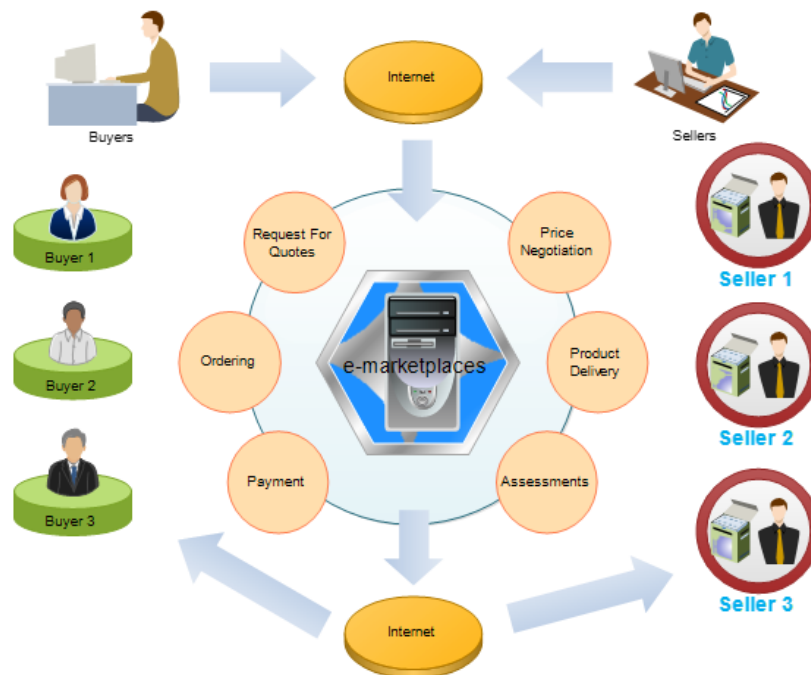 Internet
Buyers
Sellers
Request For
Quotes
Price
Negotiation
Buyer 1
Seller 1
Ordering
e-marketplaces
Product
Delivery
Buyer 2
Seller 2
Payment
Assessments
Buyer 3
Seller 3
Internet